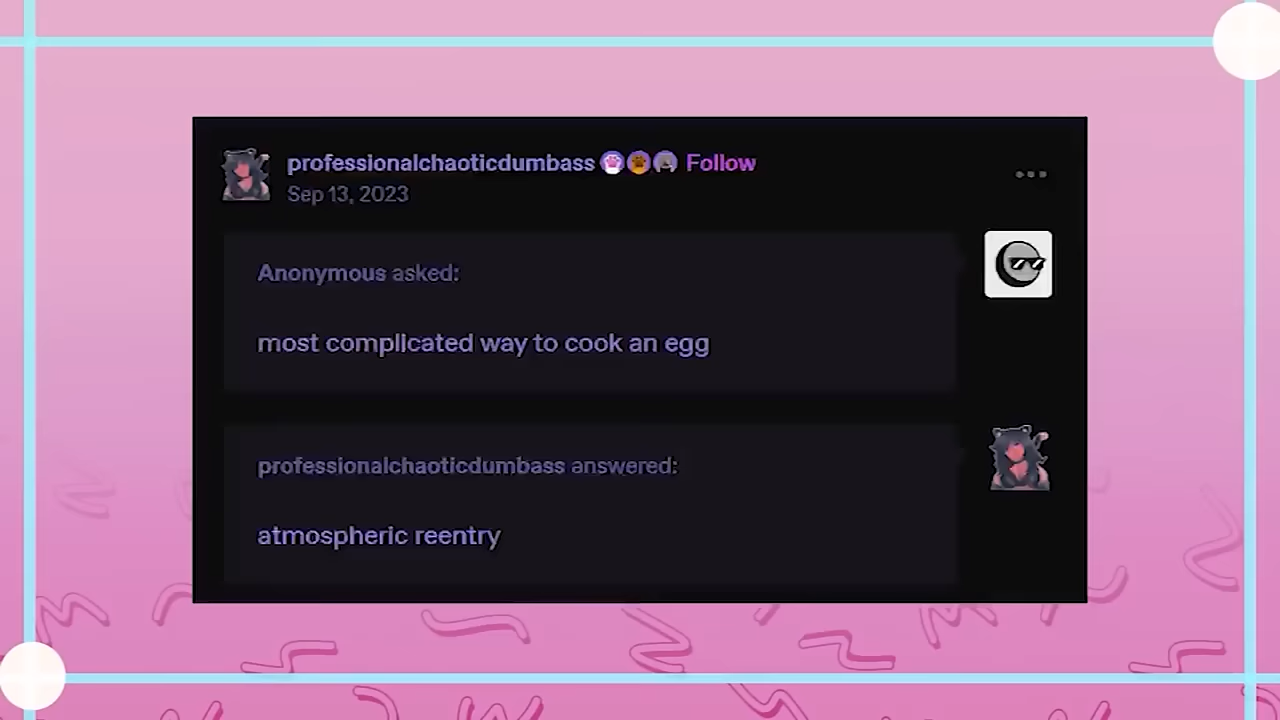 professionalchaoticdumbass Follow
Sep 13, 2023
Anonymous asked:
most complicated way to cook an egg
professionalchaoticdumbass answered:
atmospheric reentry